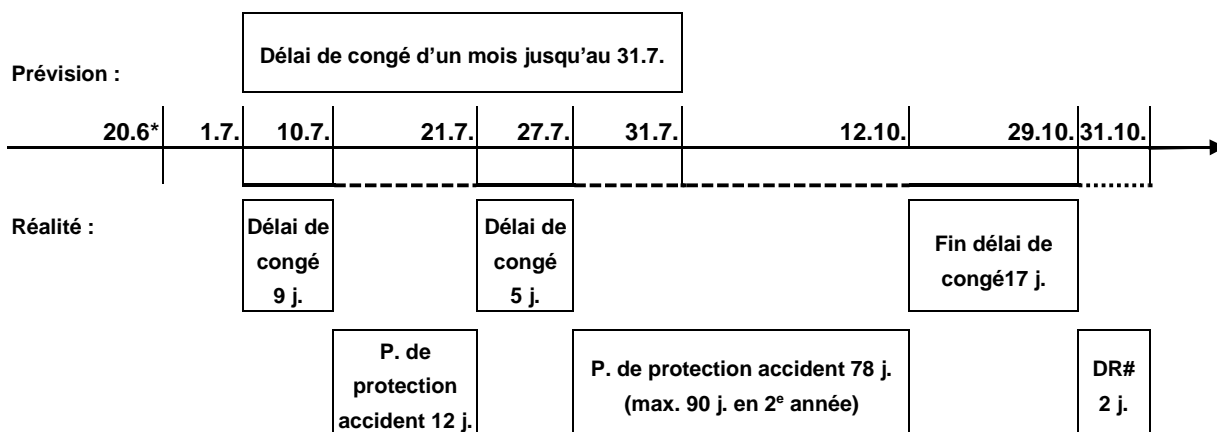 Délai de congé d’un mois jusqu’au 31.7.
Prévision :
20.6* 1.7. 10.7. 21.7. 27.7. 31.7. 12.10. 29.10. 31.10.
Réalité :
Délai de
congé
9 j.
Délai de
congé
5 j.
Fin délai de
congé17 j.
P. de
protection
accident 12 j.
P. de protection accident 78 j.
(max. 90 j. en 2e année)
DR#
2 j.